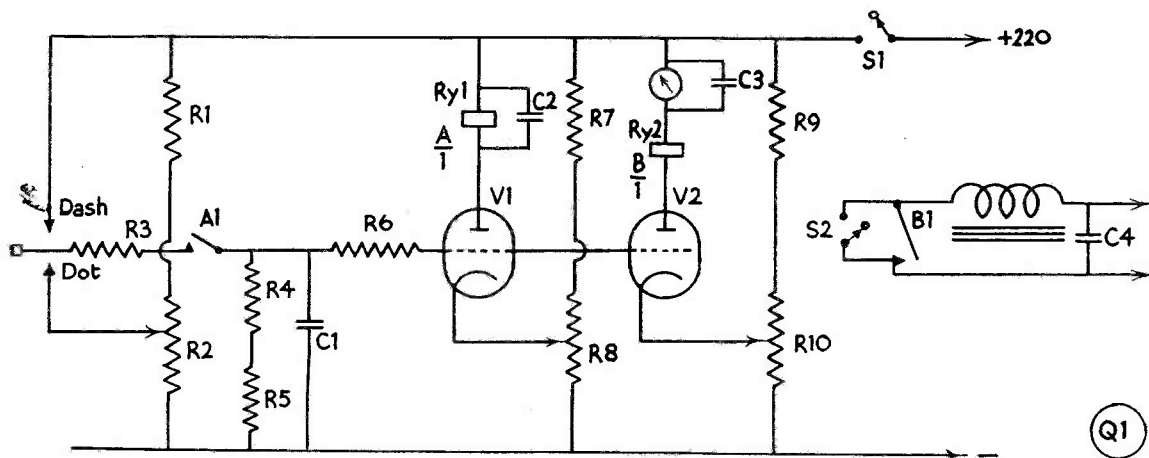 S1
+220
Ry1
C2
A
1
C3
Ry2
B
1
R1
R7
R9
V1
V2
Dash
R3
A1
R6
S2
B1
C4
Dot
R4
C1
R2
R8
R10
R5
Q1